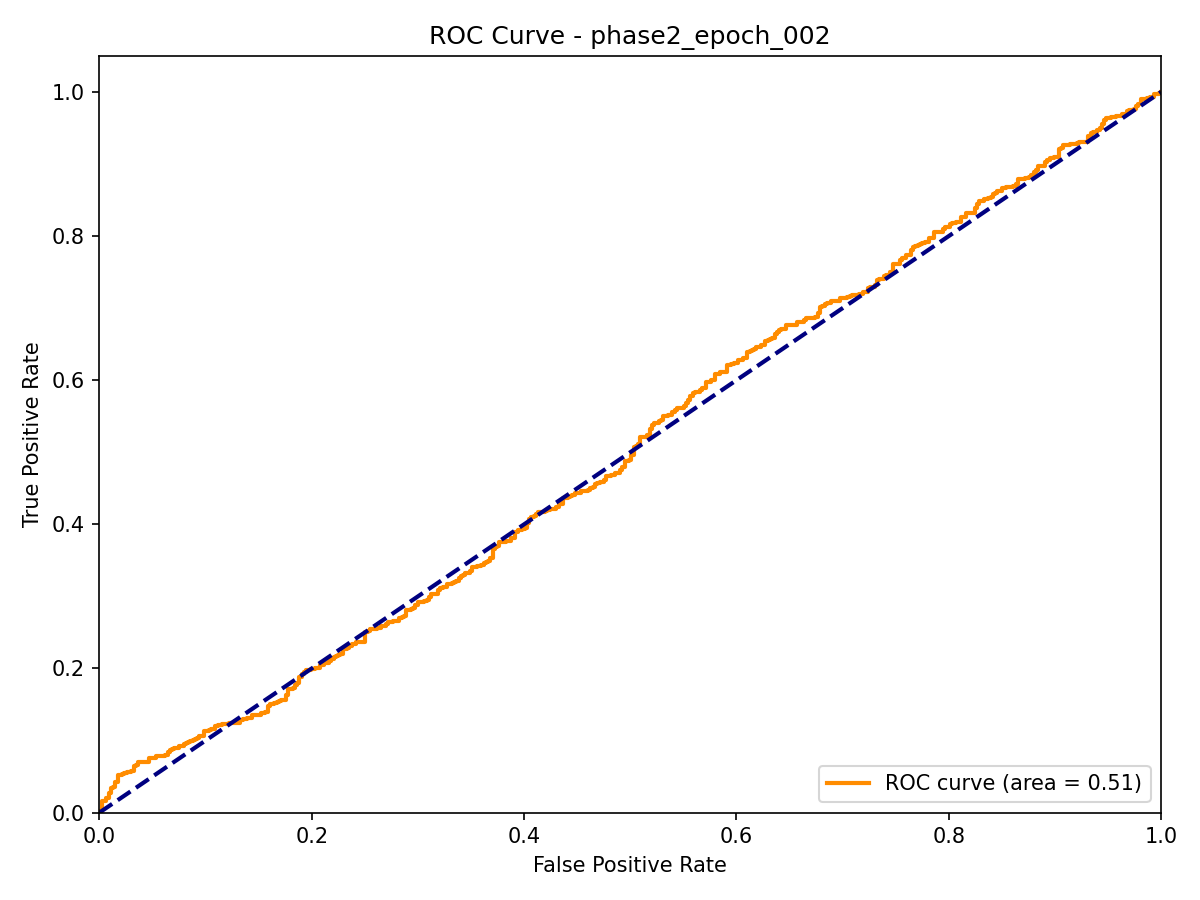 ROC Curve - phase2_epoch_002
True Positive Rate
1.0
0.8
0.6
0.4
0.2
0.0
ROC curve (area = 0.51)
0.0 0.2 0.4 0.6 0.8 1.0
False Positive Rate